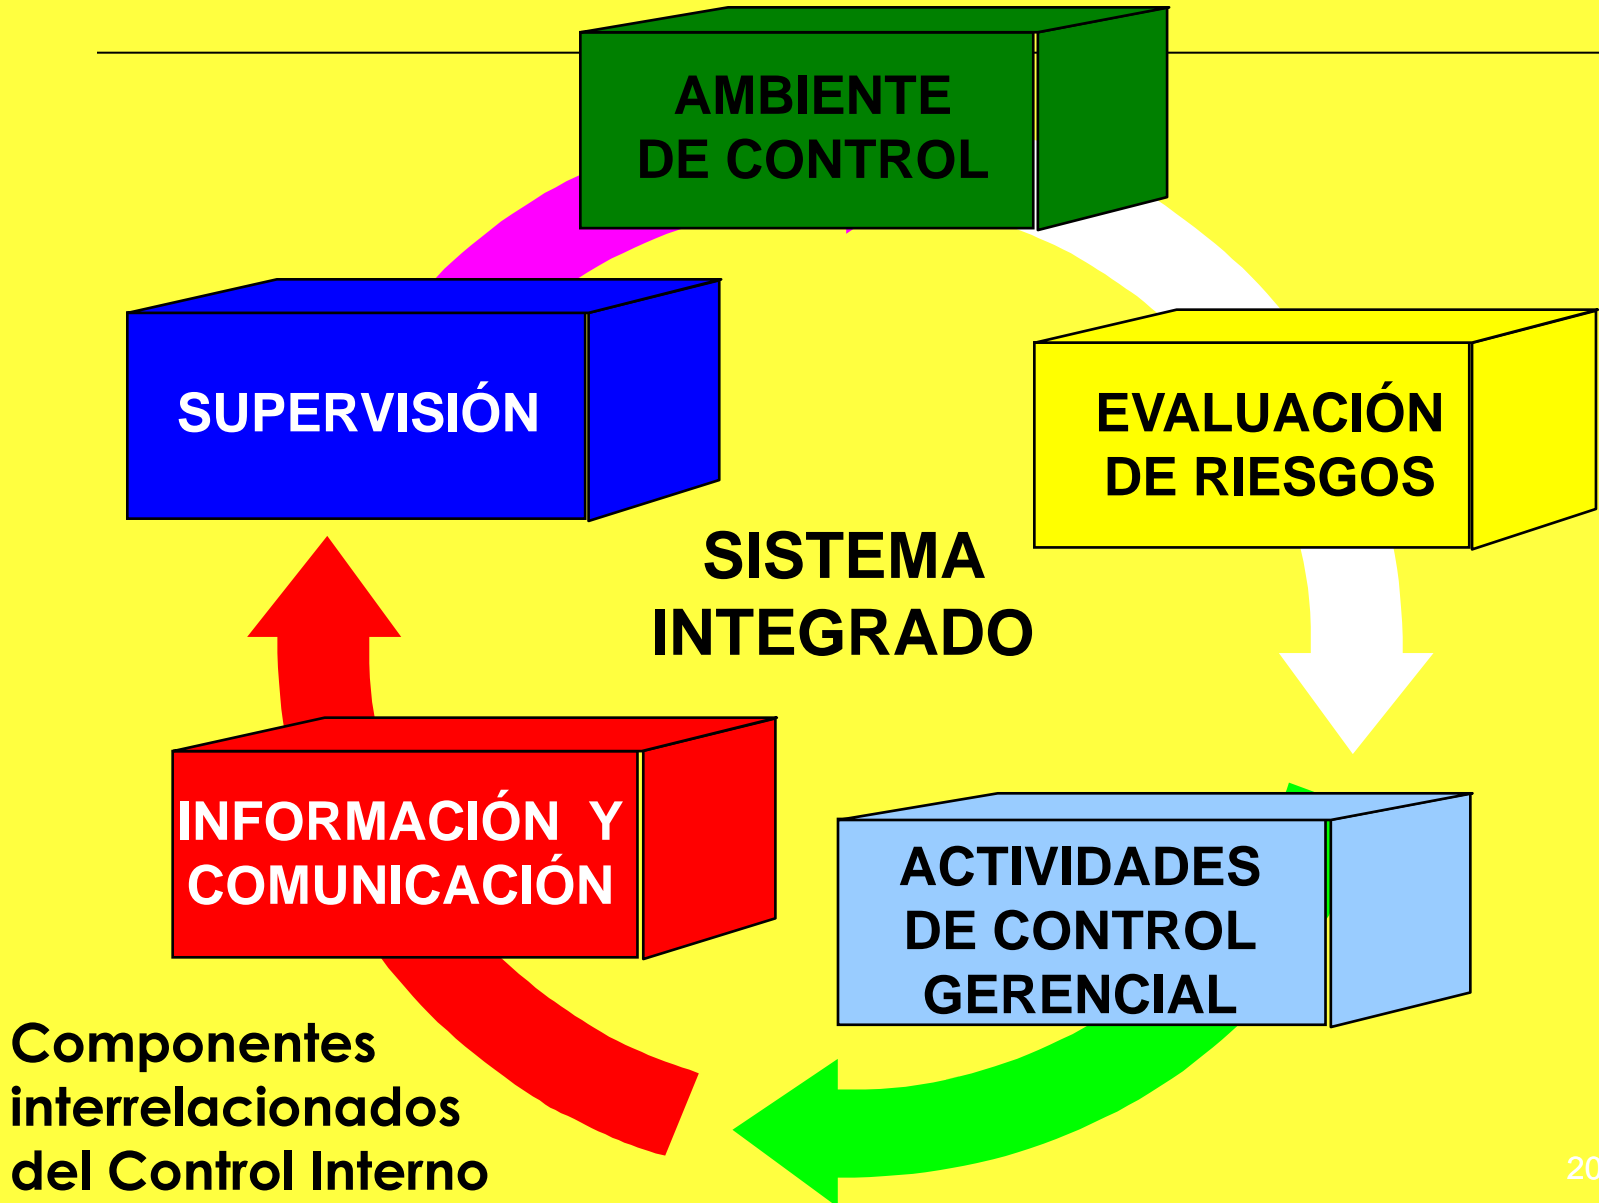 AMBIENTE
DE CONTROL
SUPERVISIÓN
EVALUACIÓN
DE RIESGOS
SISTEMA
INTEGRADO
INFORMACIÓN Y
COMUNICACIÓN
ACTIVIDADES
DE CONTROL
GERENCIAL
Componentes
interrelacionados
del Control Interno
20